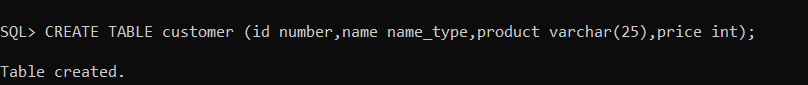 SQL> CREATE TABLE customer (id number,name name_type,product varchar(25),price int);
Table created.